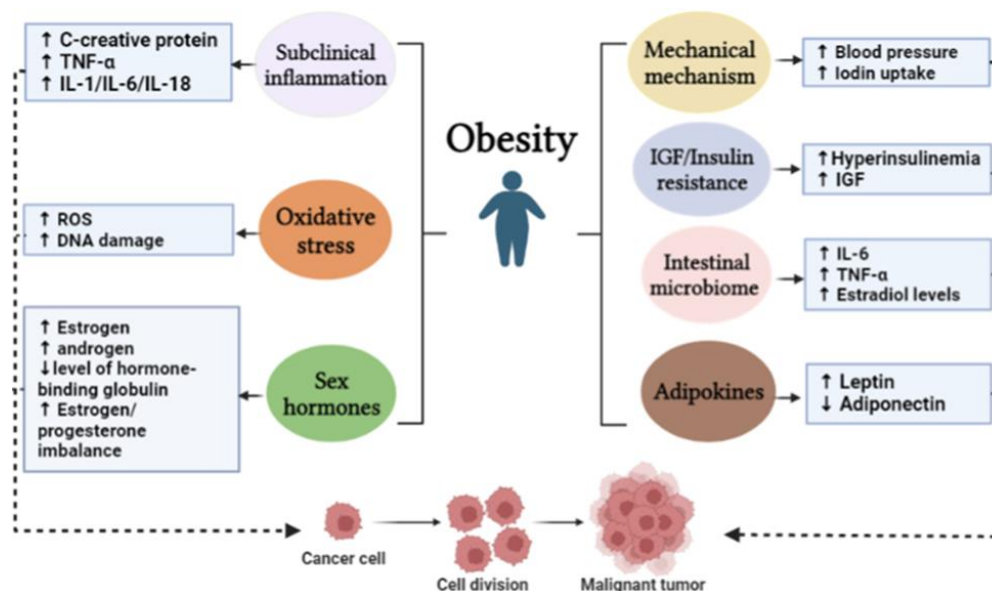 ↑ C-creative protein
↑ TNF-α
↑ IL-1/IL-6/IL-18
Subclinical
inflammation
↑ ROS
↑ DNA damage
Oxidative
stress
↑ Estrogen
↑ androgen
↓level of hormone-
binding globulin
↑ Estrogen/
progesterone
imbalance
Sex
hormones
Obesity
Mechanical
mechanism
↑ Blood pressure
↑ Iodin uptake
IGF/Insulin
resistance
↑Hyperinsulinemia
↑ IGF
Intestinal
microbiome
↑ IL-6
↑ TNF-α
↑ Estradiol levels
Adipokines
↑ Leptin
↓ Adiponectin
Cancer cell
Cell division
Malignant tumor